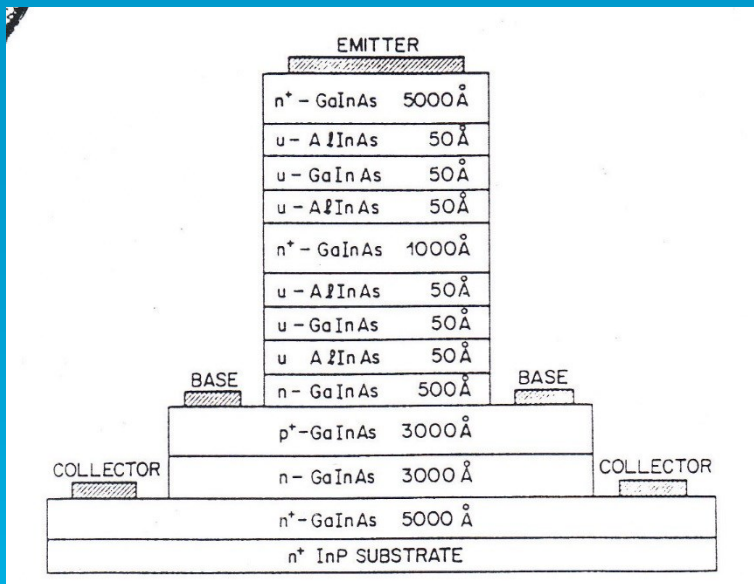 EMITTER
n⁺-GaInAs 5000Å
u-AlInAs 50Å
u-GaInAs 50Å
u-AlInAs 50Å
n⁺-GaInAs 1000Å
u-AlInAs 50Å
u-GaInAs 50Å
u AlInAs 50Å
n-GaInAs 500Å
BASE
BASE
p⁺-GaInAs 3000Å
COLLECTOR
COLLECTOR
n-GaInAs 3000Å
n⁺-GaInAs 5000 Å
n⁺ InP SUBSTRATE